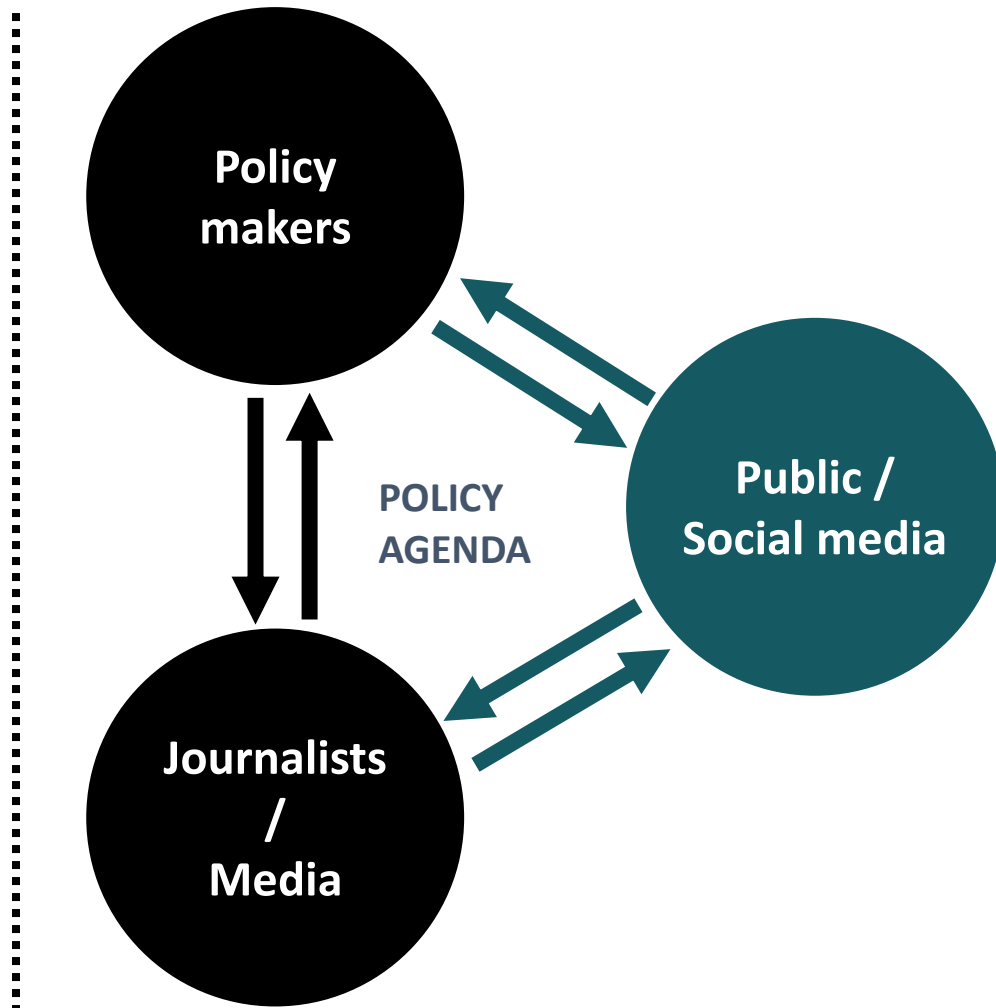 Policy
makers
POLICY
AGENDA
Public /
Social media
Journalists
/
Media